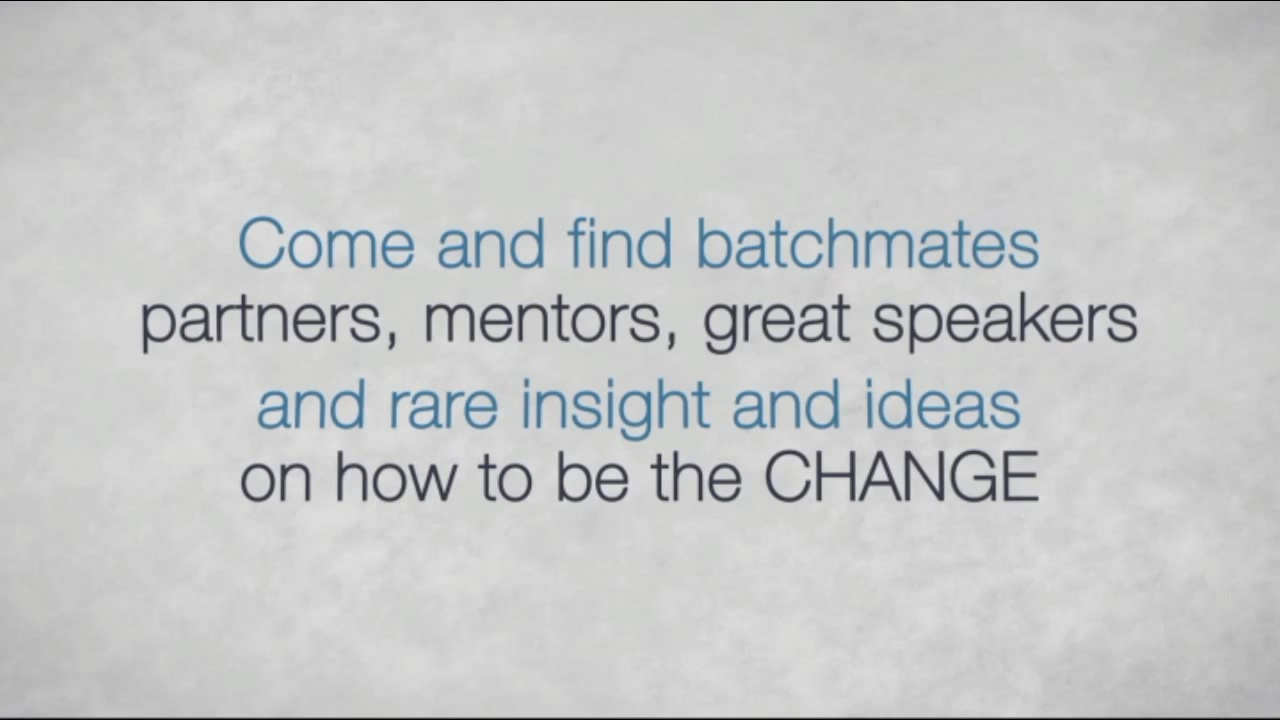 Come and find batchmates
partners, mentors, great speakers
and rare insight and ideas
on how to be the CHANGE